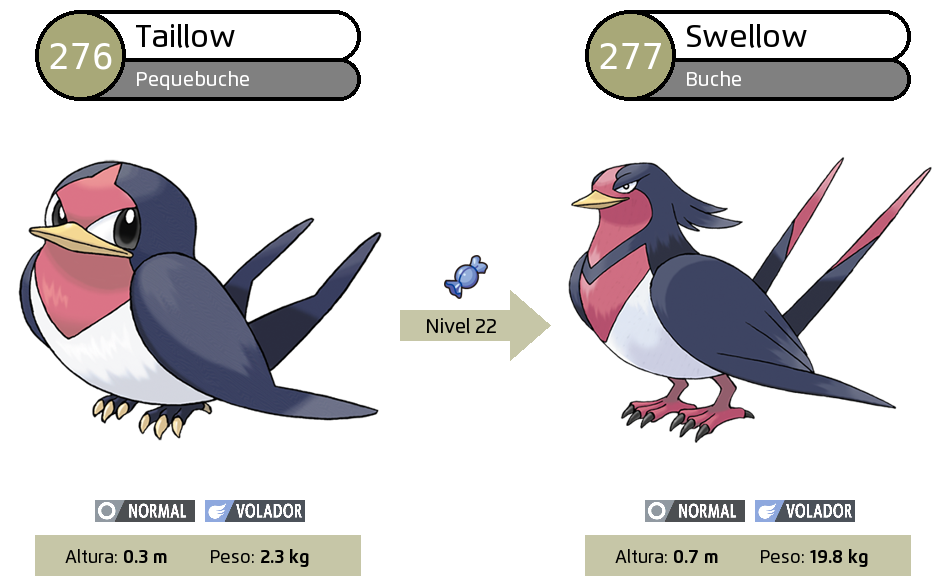 276 Taillow
Pequebuche
277 Swellow
Buche
Nivel 22
NORMAL VOLADOR
Altura: 0.3 m Peso: 2.3 kg
NORMAL VOLADOR
Altura: 0.7 m Peso: 19.8 kg